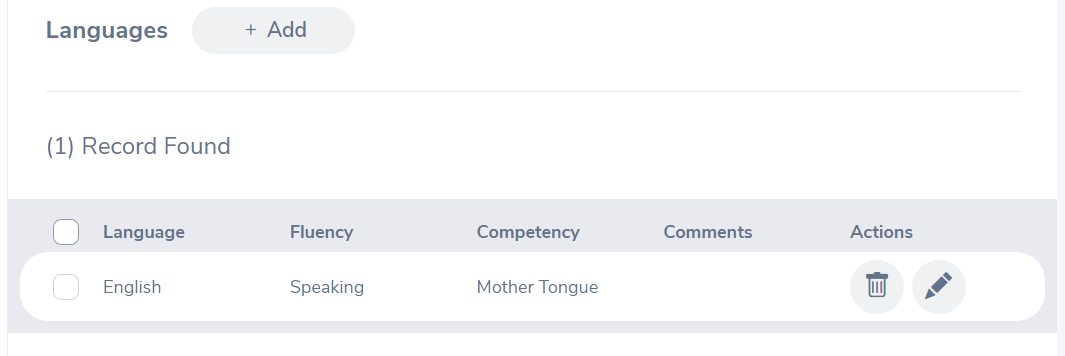 Languages + Add
(1) Record Found
Language Fluency Competency Comments Actions
English Speaking Mother Tongue